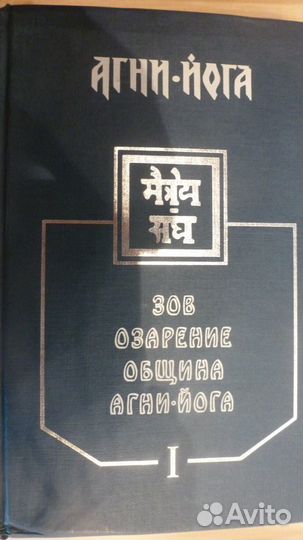 АГНИ•ЙОГА
मैत्रेय
संघ
ЗОВ
ОЗАРЕНИЕ
ОБЩИНА
АГНИ•ЙОГА
I
Avito